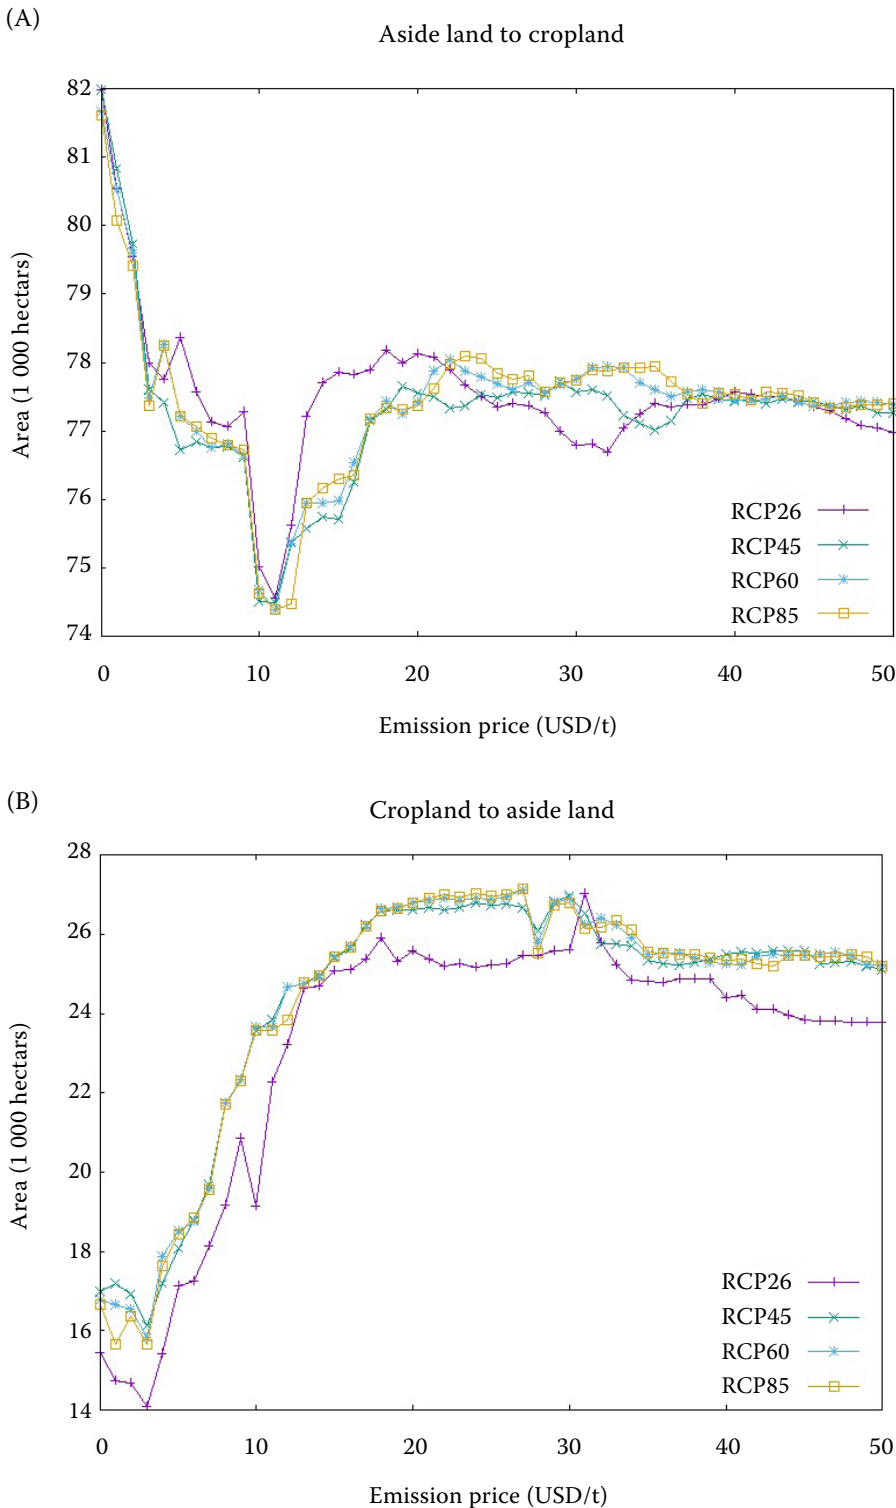 (A)
Aside land to cropland
82
81
80
79
78
77
76
75
74
Area (1 000 hectars)
RCP26
RCP45
RCP60
RCP85
0 10 20 30 40 50
Emission price (USD/t)
(B)
Cropland to aside land
28
26
24
22
20
18
16
14
Area (1 000 hectars)
RCP26
RCP45
RCP60
RCP85
0 10 20 30 40 50
Emission price (USD/t)